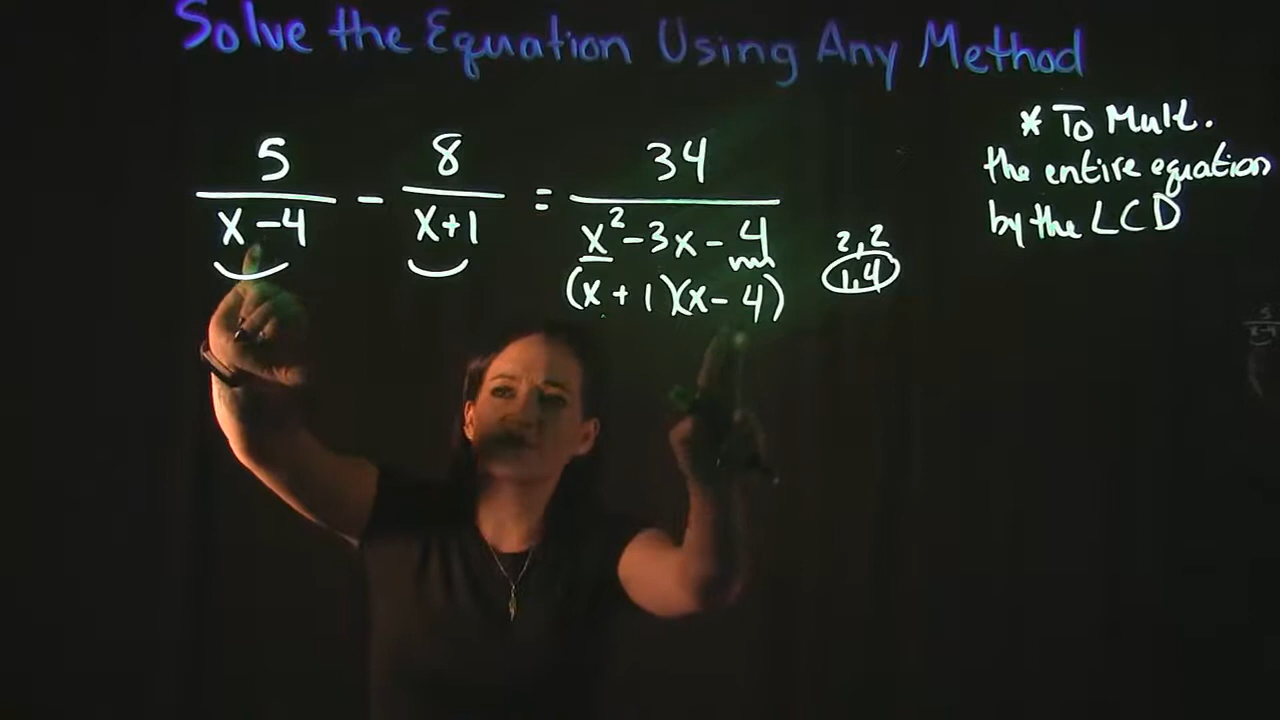 Solve the Equation Using Any Method
* To Mult.
the entire equation
by the LCD
5 8 34
— - — = —
x-4 x+1 x²-3x-4
2,2
1,4
(x+1)(x-4)